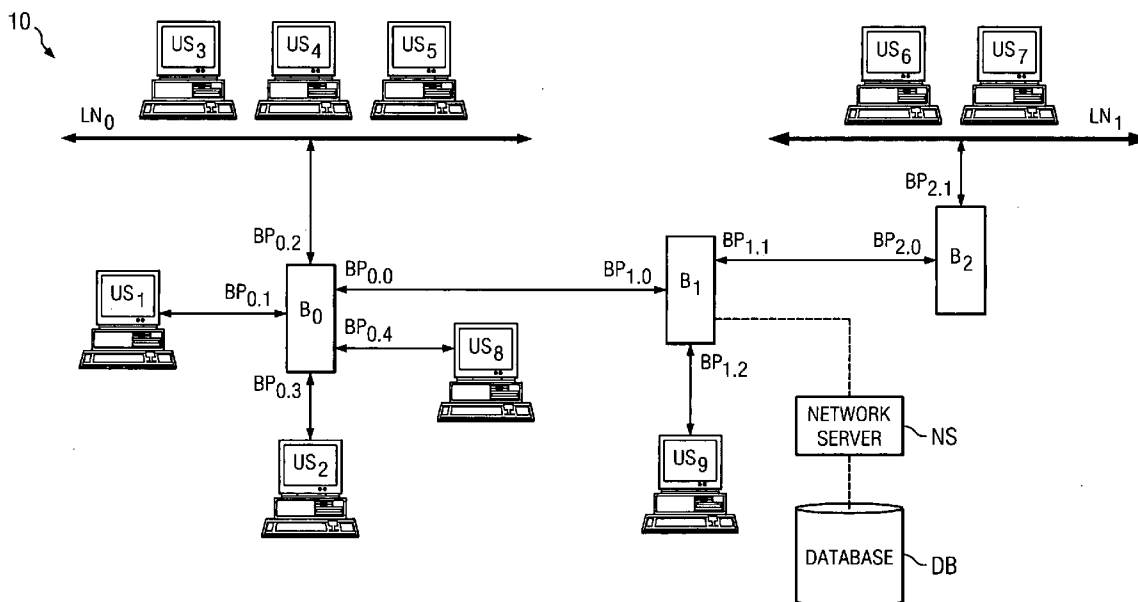 10
US3
US4
US5
US6
US7
LN0
LN1
BP2.1
BP0.2
BP0.0
BP1.0
B1
BP1.1
BP2.0
B2
US1
BP0.1
B0
BP0.4
US8
BP0.3
BP1.2
US2
US9
NETWORK
SERVER
NS
DATABASE
DB